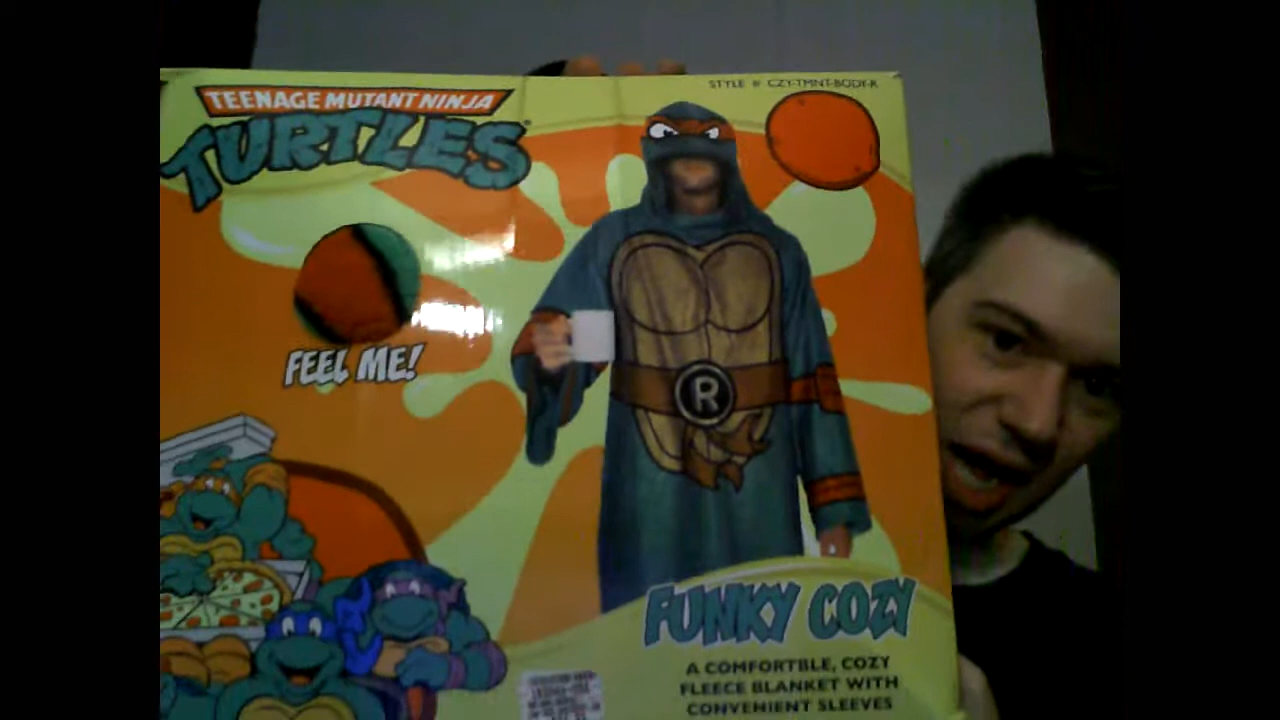 STYLE # CZY-TMNT-BODY-R
TEENAGE MUTANT NINJA
TURTLES
FEEL ME!
R
FUNKY COZY
A COMFORTBLE, COZY
FLEECE BLANKET WITH
CONVENIENT SLEEVES